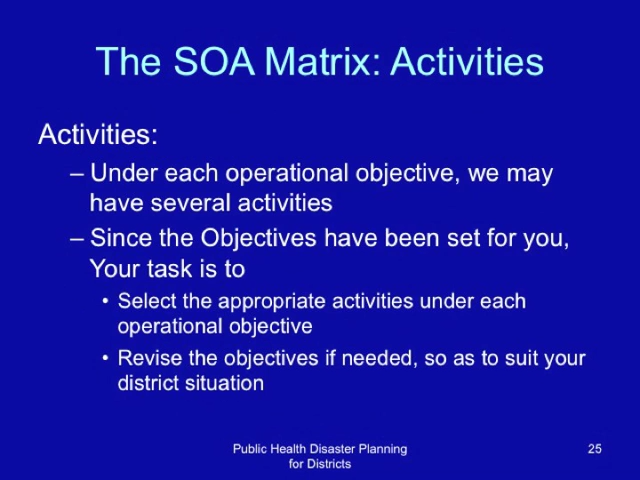 The SOA Matrix: Activities
Activities:
– Under each operational objective, we may
have several activities
– Since the Objectives have been set for you,
Your task is to
• Select the appropriate activities under each
operational objective
• Revise the objectives if needed, so as to suit your
district situation
Public Health Disaster Planning
for Districts
25